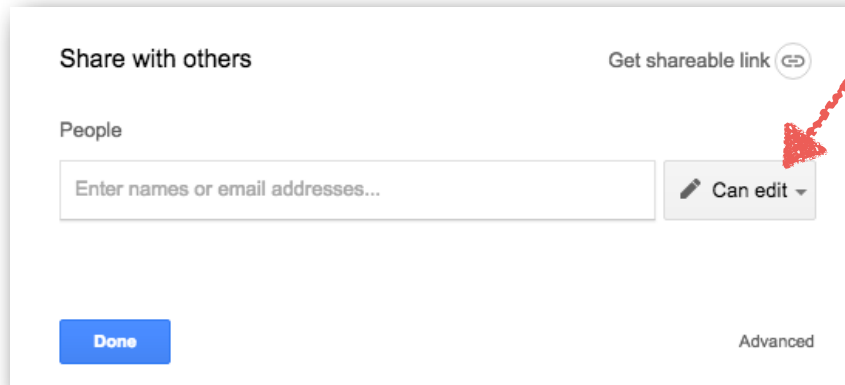 Share with others
Get shareable link
People
Enter names or email addresses...
Can edit
Done
Advanced